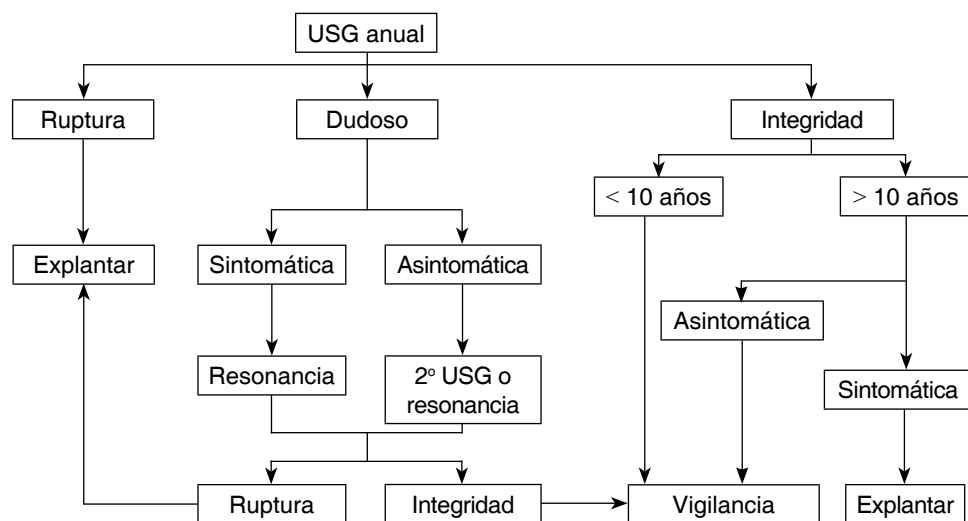 USG anual
Ruptura
Dudoso
Integridad
< 10 años
> 10 años
Explantar
Sintomática
Asintomática
Asintomática
Resonancia
2º USG o
resonancia
Sintomática
Ruptura
Integridad
Vigilancia
Explantar